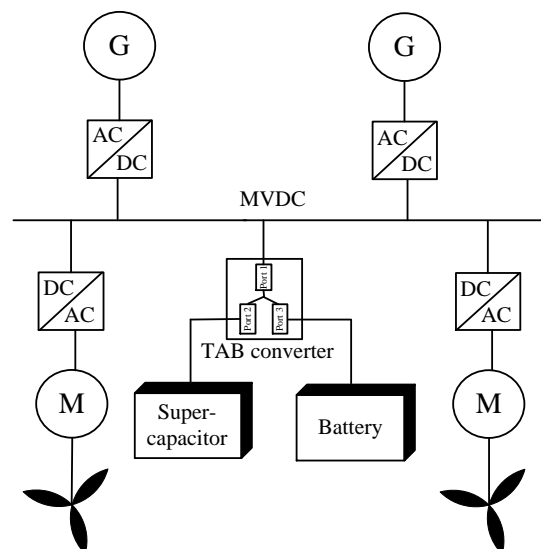 G
G
AC
DC
AC
DC
MVDC
DC
AC
Port 1
Port 2
Port 3
DC
AC
TAB converter
M
Super-
capacitor
Battery
M